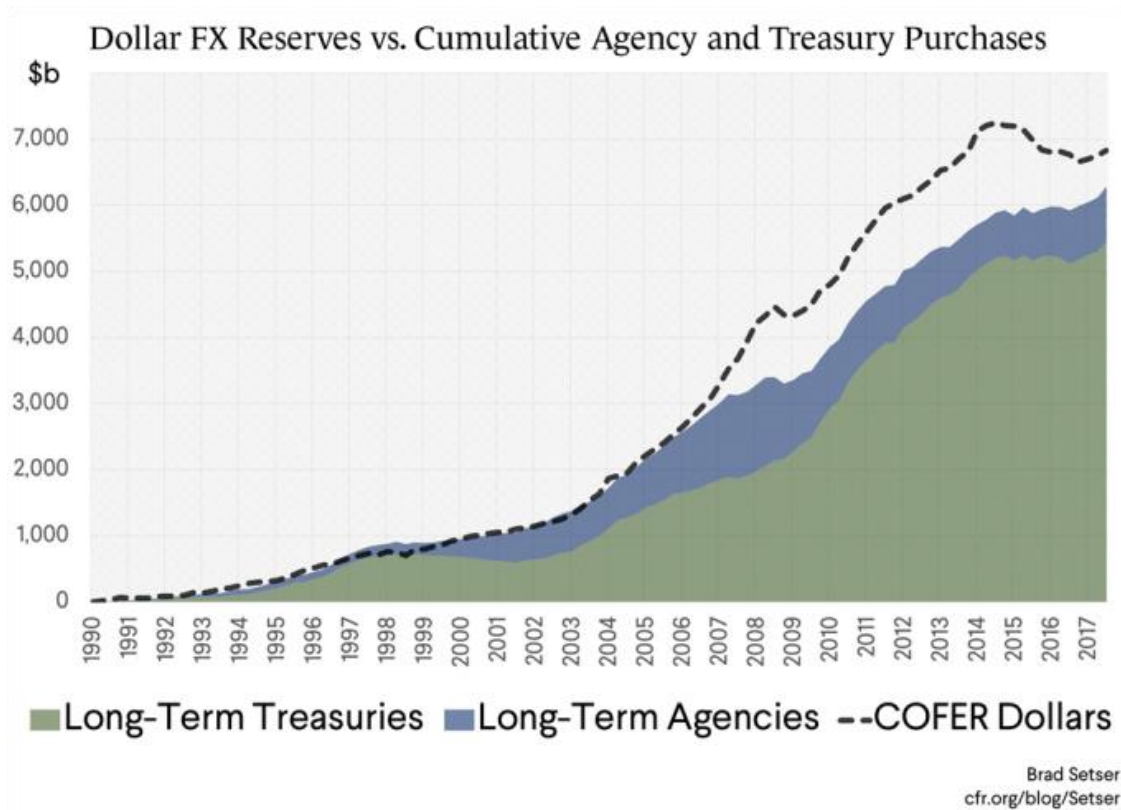 Dollar FX Reserves vs. Cumulative Agency and Treasury Purchases
$b
7,000
6,000
5,000
4,000
3,000
2,000
1,000
0
1990 1991 1992 1993 1994 1995 1996 1997 1998 1999 2000 2001 2002 2003 2004 2005 2006 2007 2008 2009 2010 2011 2012 2013 2014 2015 2016 2017
Long-Term Treasuries Long-Term Agencies COFER Dollars
Brad Setser
cfr.org/blog/Setser